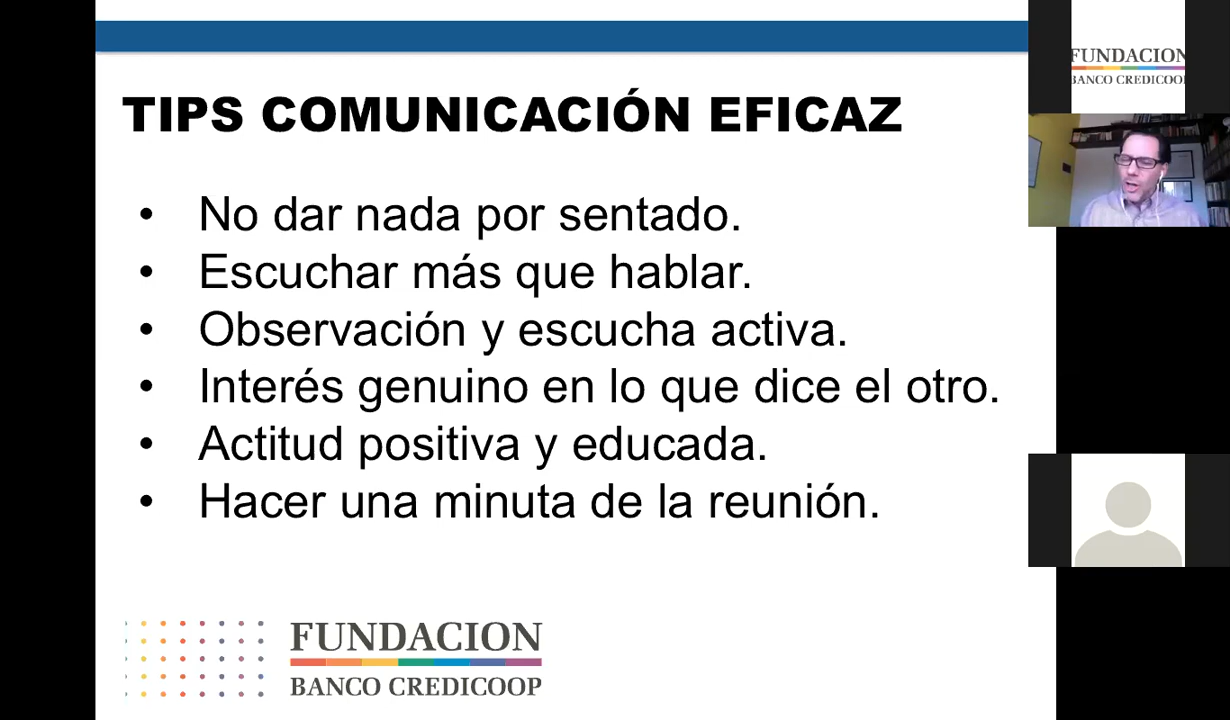 TIPS COMUNICACIÓN EFICAZ
• No dar nada por sentado.
• Escuchar más que hablar.
• Observación y escucha activa.
• Interés genuino en lo que dice el otro.
• Actitud positiva y educada.
• Hacer una minuta de la reunión.
FUNDACION
BANCO CREDICOOP
FUNDACION
BANCO CREDICOOP